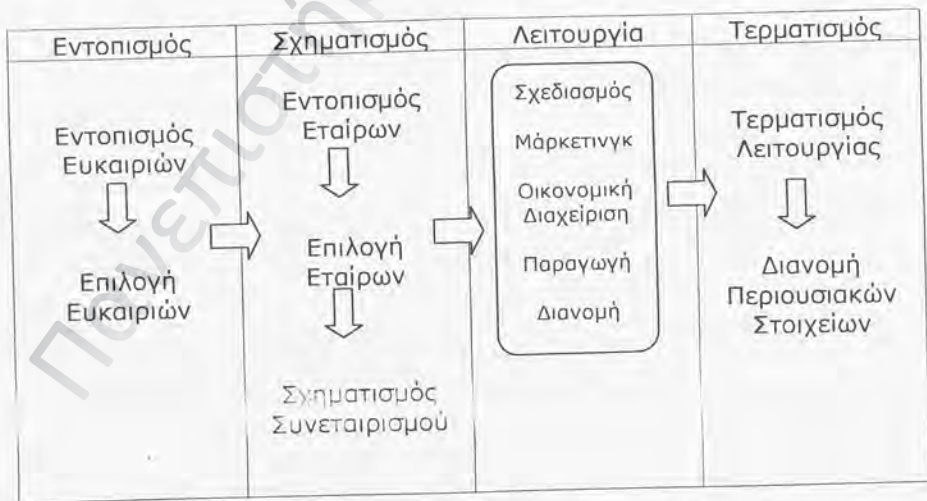 Εντοπισμός
Σχηματισμός
Λειτουργία
Τερματισμός
Εντοπισμός
Ευκαιριών
Επιλογή
Ευκαιριών
Εντοπισμός
Εταίρων
Επιλογή
Εταίρων
Σχηματισμός
Συνεταιρισμού
Σχεδιασσμός
Μάρκετινγκ
Οικονομική
Διαχείριση
Παραγωγή
Διανομή
Τερματισμός
Λειτουργίας
Διανομή
Περιουσιακών
Στοιχείων